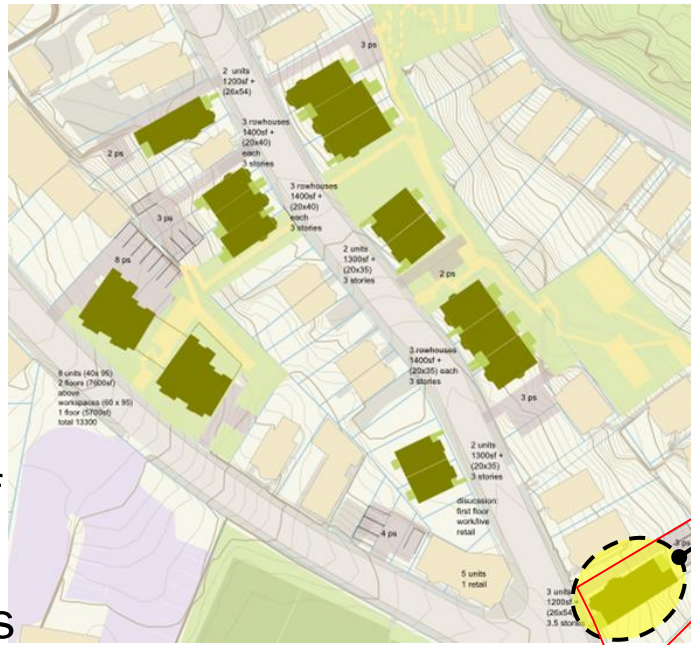 3 ps
2 units
1200sf +
(26x54)
3 rowhouses
1400sf +
(20x40)
each
3 stories
2 ps
3 rowhouses
1400sf +
(20x40)
each
3 stories
3 ps
2 units
1300sf +
(20x35)
3 stories
8 ps
2 ps
3 rowhouses
1400sf +
(20x35) each
3 stories
8 units (40x 95)
2 floors (7600sf)
above
workspaces (60 x 95)
1 floor (5700sf)
total 13300
3 ps
2 units
1300sf +
(20x35)
3 stories
disucssion:
first floor
work/live
retail
4 ps
3 ps
5 units
1 retail
3 units
1200sf +
(26x54)
3.5 stories
s